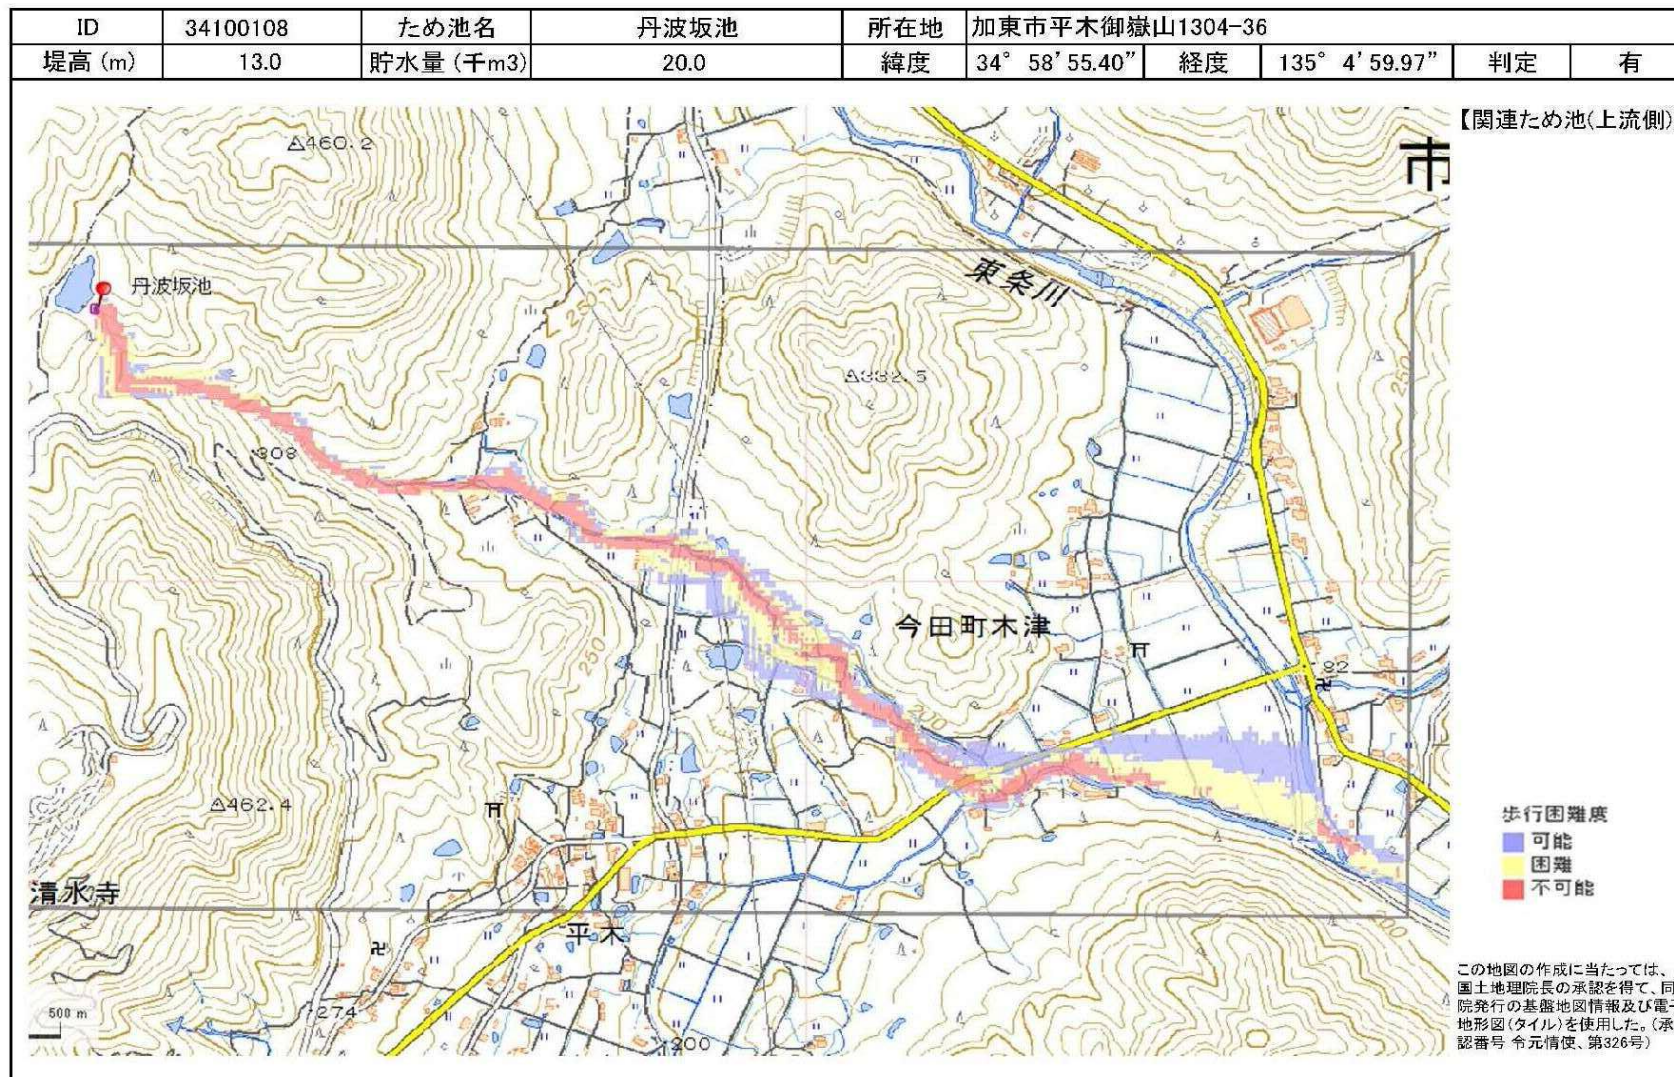 ID 34100108 ため池名 丹波坂池 所在地 加東市平木御嶽山1304-36
堤高 (m) 13.0 貯水量 (千m3) 20.0 緯度 34° 58' 55.40" 経度 135° 4' 59.97" 判定 有
【関連ため池(上流側)
460.2
市
東条川
丹波坂池
250
250
332.5
308
今田町木津
250
82
200
462.4
歩行困難度
可能
困難
不可能
清水寺
平木
200
274
200
500 m
この地図の作成に当たっては、
国土地理院長の承認を得て、同
院発行の基盤地図情報及び電子
地形図(タイル)を使用した。(承
認番号 令元情使、第326号)